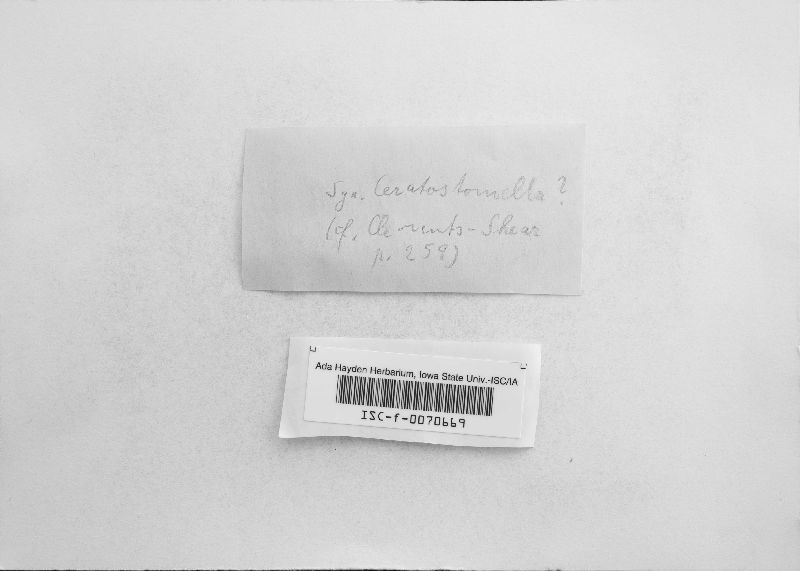 Syn. Ceratostomella?
(cf. Clements-Shear
p. 259)
Ada Hayden Herbarium, Iowa State Univ.-ISC/IA
ISC-f-0070669